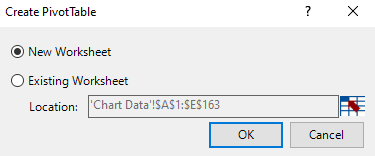 Create PivotTable ?
New Worksheet
Existing Worksheet
Location: 'Chart Data'!$A$1:$E$163
OK Cancel